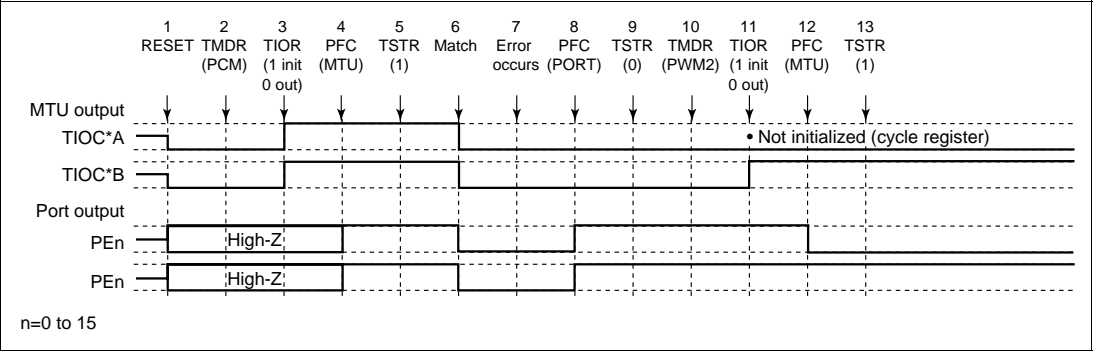 1 2 3 4 5 6 7 8 9 10 11 12 13
RESET TMDR TIOR PFC TSTR Match Error PFC TSTR TMDR TIOR PFC TSTR
(PCM) (1 init (MTU) (1) occurs (PORT) (0) (PWM2) (1 init (MTU) (1)
0 out) 0 out)
MTU output
TIOC*A • Not initialized (cycle register)
TIOC*B
Port output
PEn High-Z
PEn High-Z
n=0 to 15